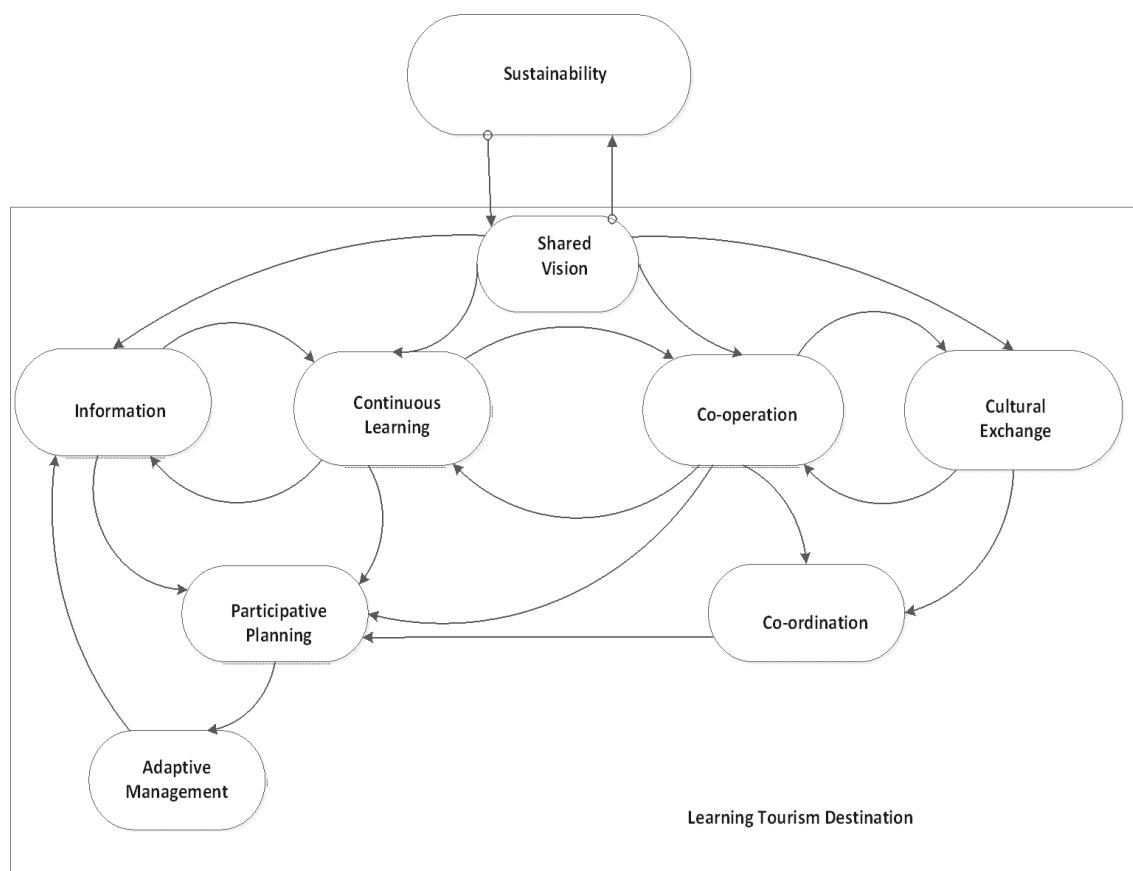 Sustainability
Shared
Vision
Information
Continuous
Learning
Co-operation
Cultural
Exchange
Participative
Planning
Co-ordination
Adaptive
Management
Learning Tourism Destination